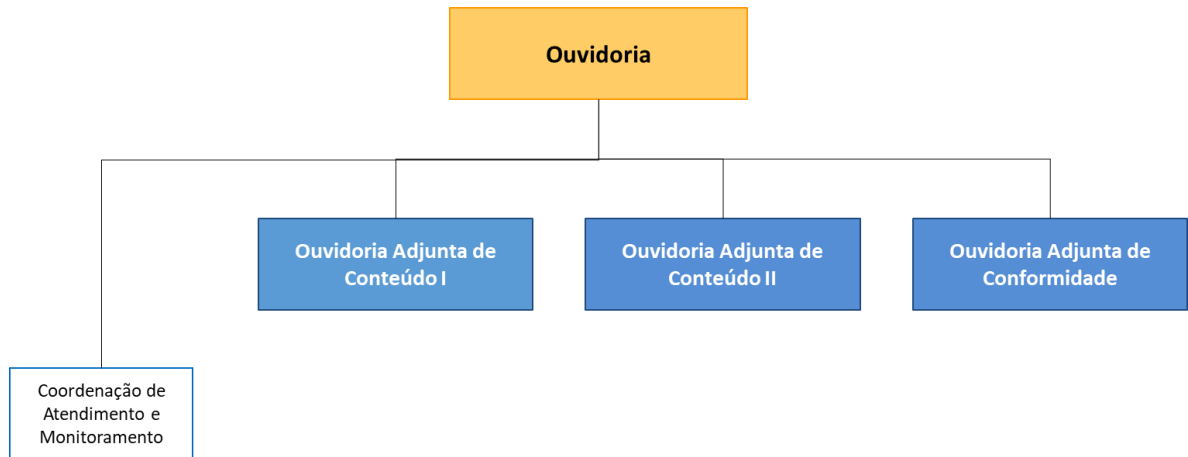 Ouvidoria
Ouvidoria Adjunta de
Conteúdo I
Ouvidoria Adjunta de
Conteúdo II
Ouvidoria Adjunta de
Conformidade
Coordenação de
Atendimento e
Monitoramento